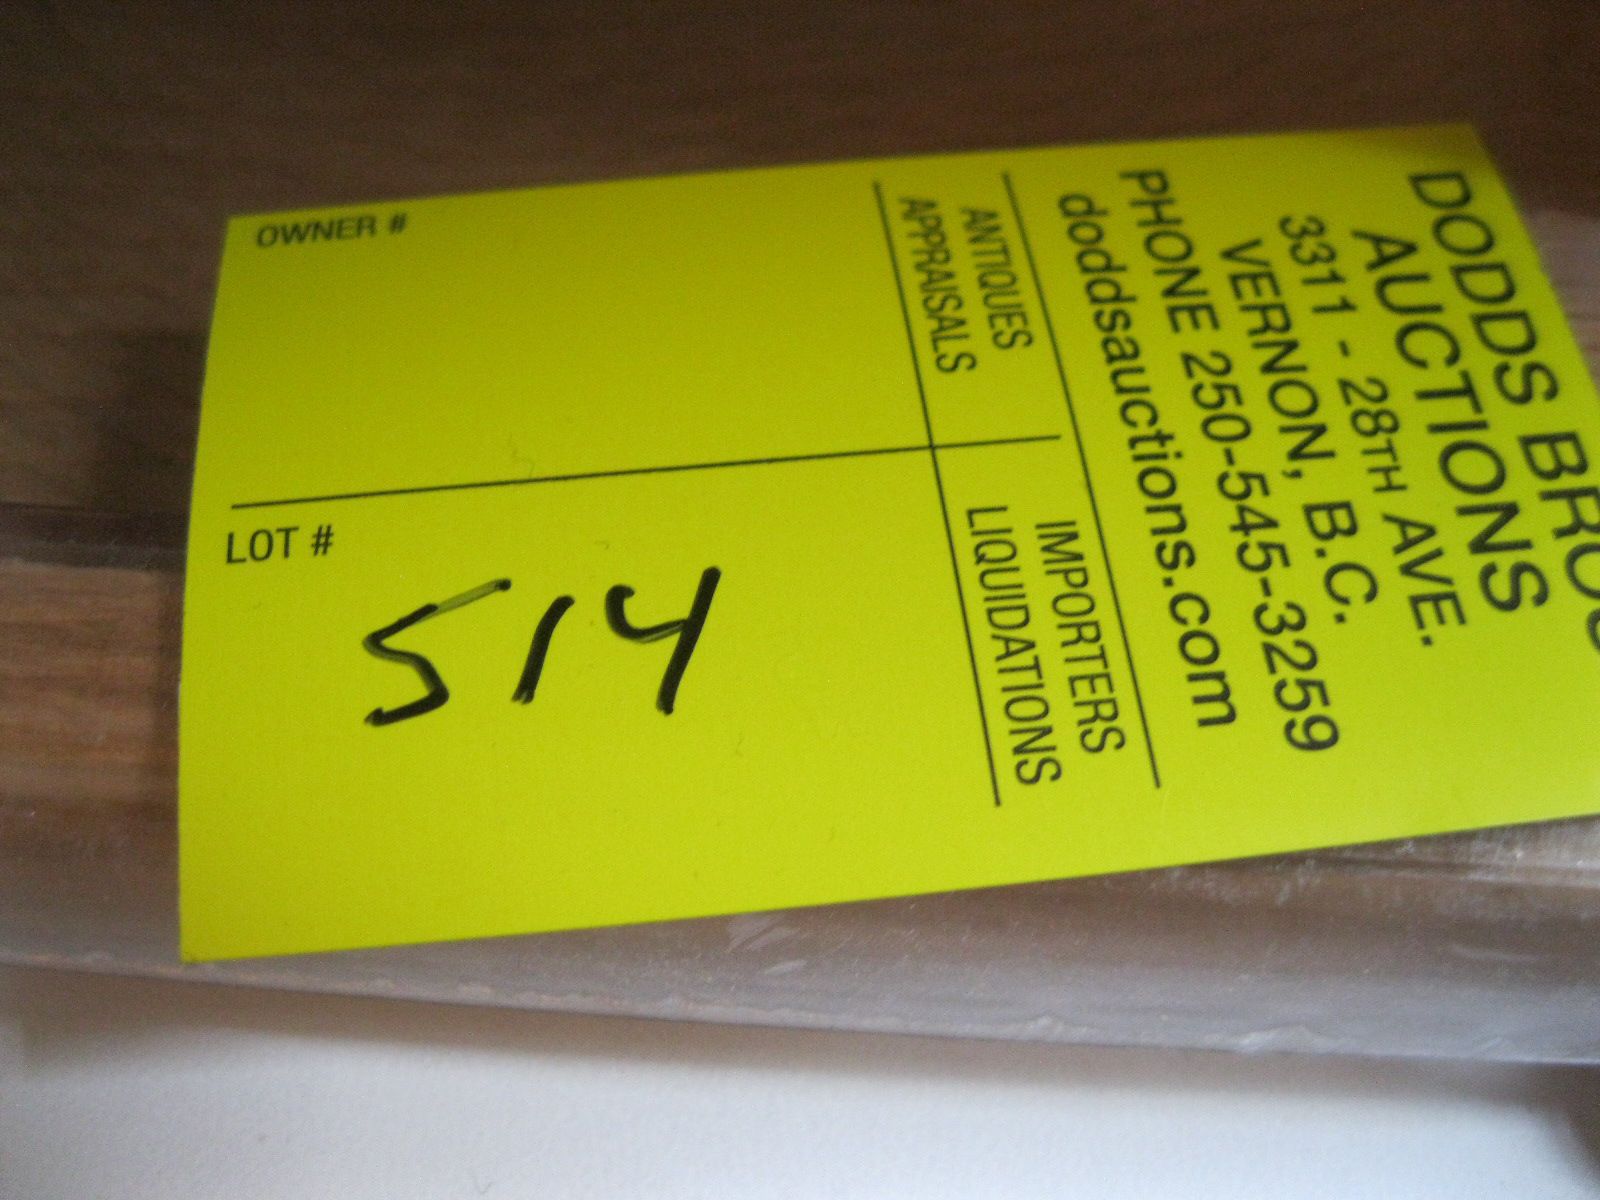 DODDS BROS
AUCTIONS
3311 - 28TH AVE.
VERNON, B.C.
PHONE 250-545-3259
doddsauctions.com
ANTIQUES
APPRAISALS
IMPORTERS
LIQUIDATIONS
OWNER #
LOT #
514